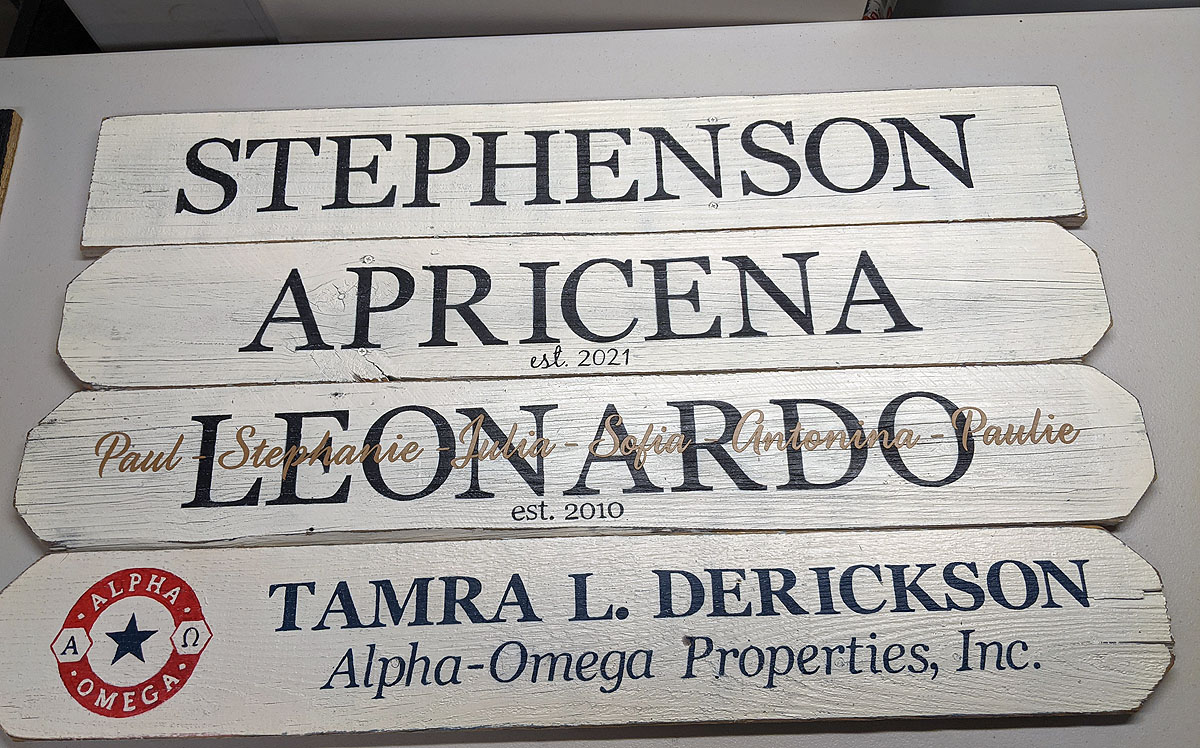 STEPHENSON
APRICENA
est. 2021
LEONARDO
Paul - Stephanie - Julia - Sofia - Antonina - Paulie
est. 2010
· ALPHA ·
Α Ω
· OMEGA ·
TAMRA L. DERICKSON
Alpha-Omega Properties, Inc.